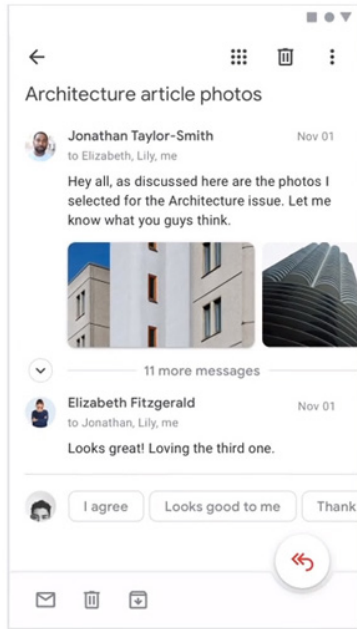 Architecture article photos
Jonathan Taylor-Smith
Nov 01
to Elizabeth, Lily, me
Hey all, as discussed here are the photos I
selected for the Architecture issue. Let me
know what you guys think.
11 more messages
Elizabeth Fitzgerald
Nov 01
to Jonathan, Lily, me
Looks great! Loving the third one.
I agree
Looks good to me
Thank